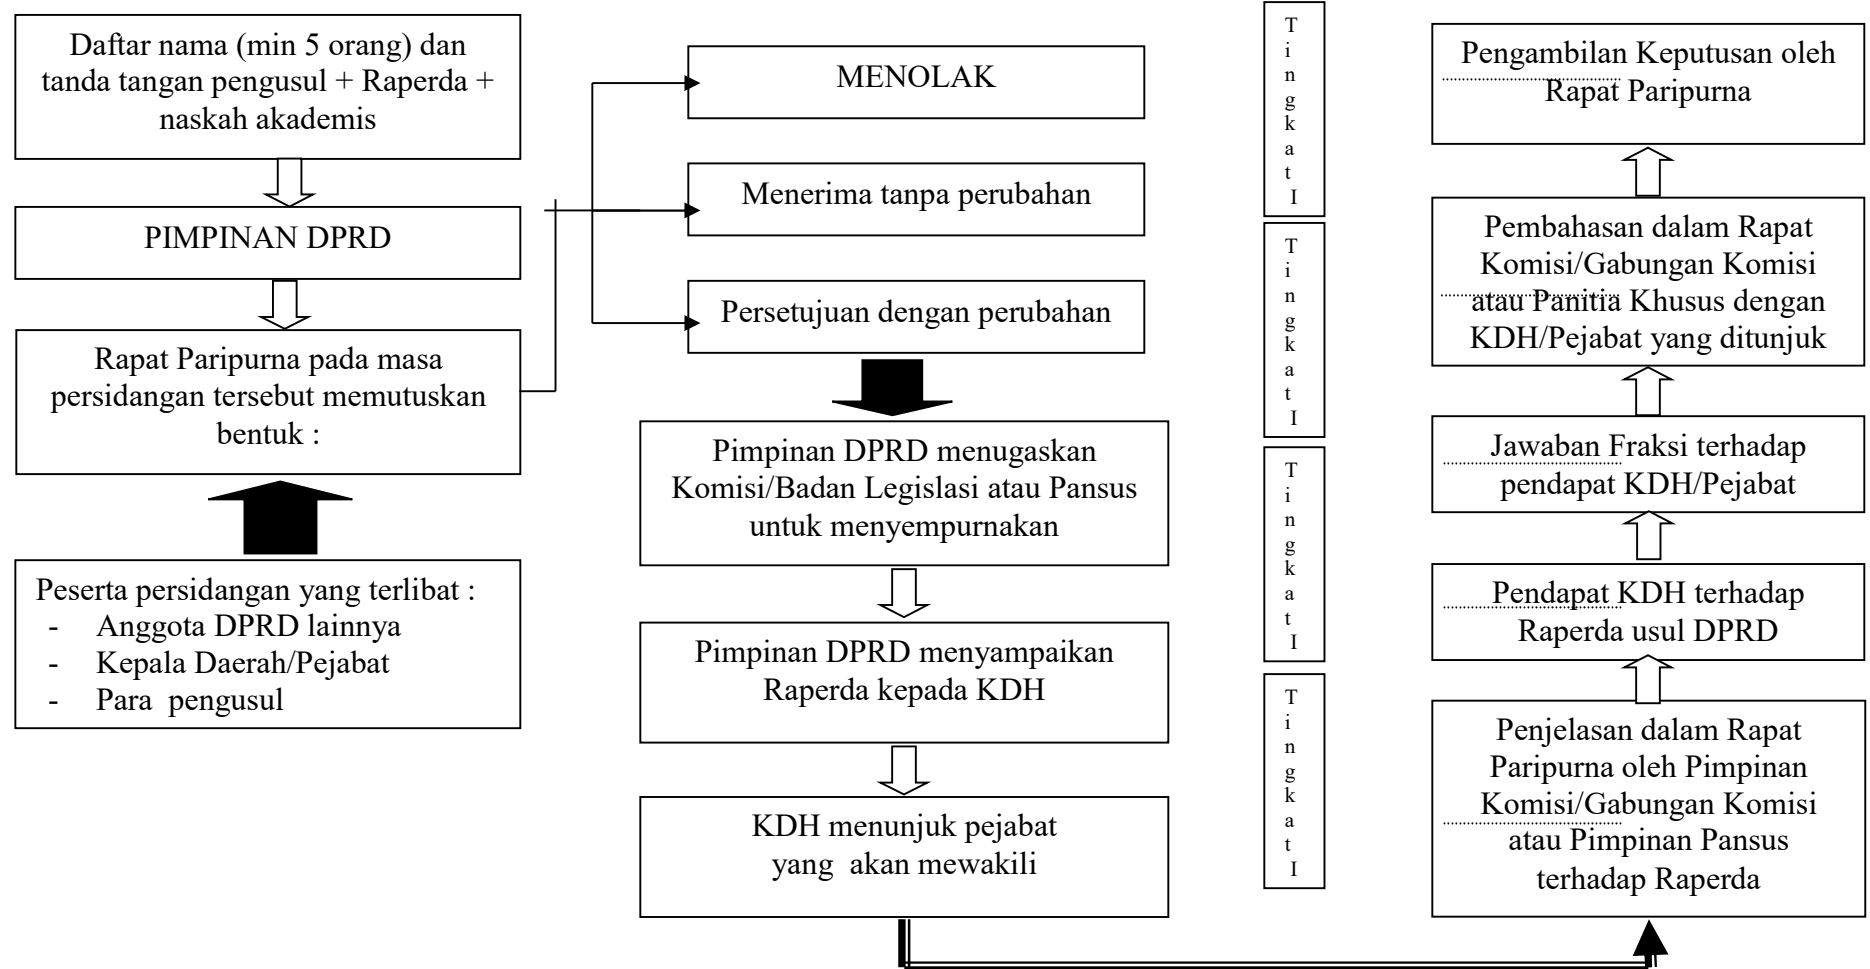 Daftar nama (min 5 orang) dan
tanda tangan pengusul + Raperda +
naskah akademis
PIMPINAN DPRD
Rapat Paripurna pada masa
persidangan tersebut memutuskan
bentuk :
Peserta persidangan yang terlibat :
- Anggota DPRD lainnya
- Kepala Daerah/Pejabat
- Para pengusul
MENOLAK
Menerima tanpa perubahan
Persetujuan dengan perubahan
Pimpinan DPRD menugaskan
Komisi/Badan Legislasi atau Pansus
untuk menyempurnakan
Pimpinan DPRD menyampaikan
Raperda kepada KDH
KDH menunjuk pejabat
yang akan mewakili
T
i
n
g
k
a
t
I
T
i
n
g
k
a
t
I
T
i
n
g
k
a
t
I
T
i
n
g
k
a
t
I
Pengambilan Keputusan oleh
Rapat Paripurna
Pembahasan dalam Rapat
Komisi/Gabungan Komisi
atau Panitia Khusus dengan
KDH/Pejabat yang ditunjuk
Jawaban Fraksi terhadap
pendapat KDH/Pejabat
Pendapat KDH terhadap
Raperda usul DPRD
Penjelasan dalam Rapat
Paripurna oleh Pimpinan
Komisi/Gabungan Komisi
atau Pimpinan Pansus
terhadap Raperda